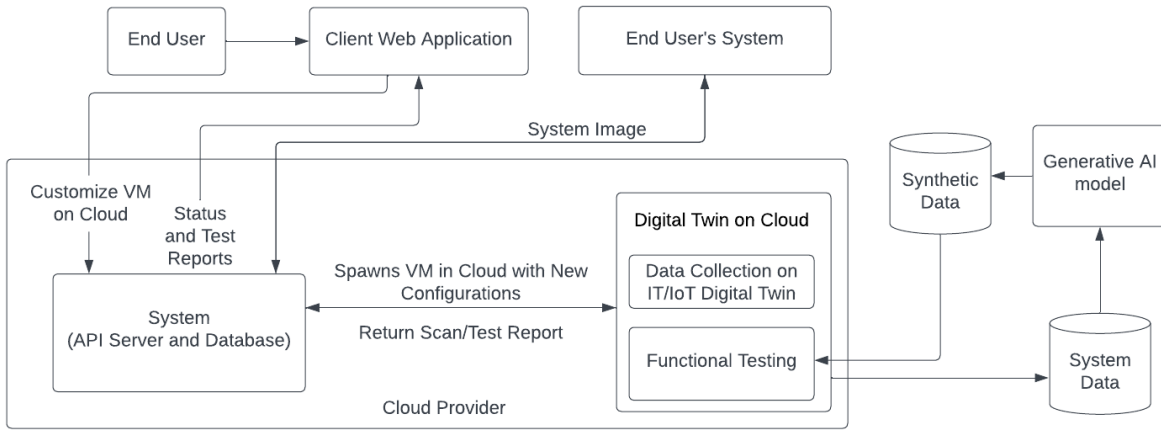 End User
Client Web Application
End User's System
System Image
Customize VM
on Cloud
Status
and Test
Reports
Synthetic
Data
Generative AI
model
Digital Twin on Cloud
Data Collection on
IT/IoT Digital Twin
Functional Testing
Spawns VM in Cloud with New
Configurations
Return Scan/Test Report
System
(API Server and Database)
System
Data
Cloud Provider